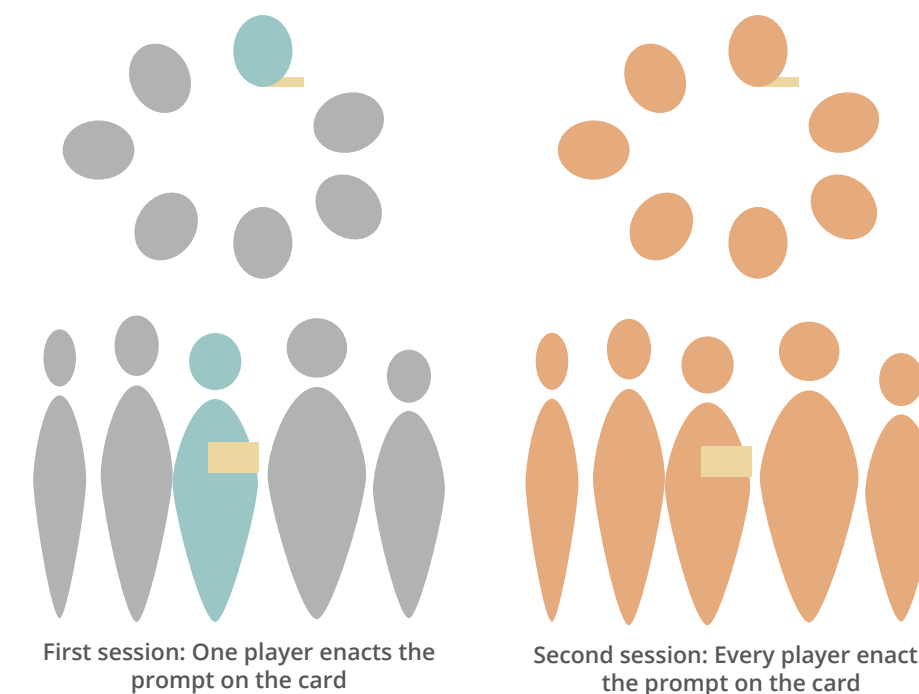 First session: One player enacts the
prompt on the card
Second session: Every player enact
the prompt on the card